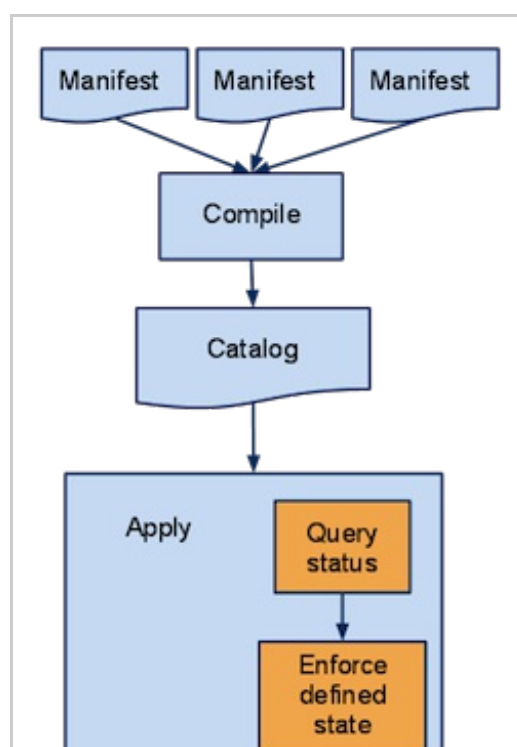 Manifest Manifest Manifest
Compile
Catalog
Apply
Query
status
Enforce
defined
state